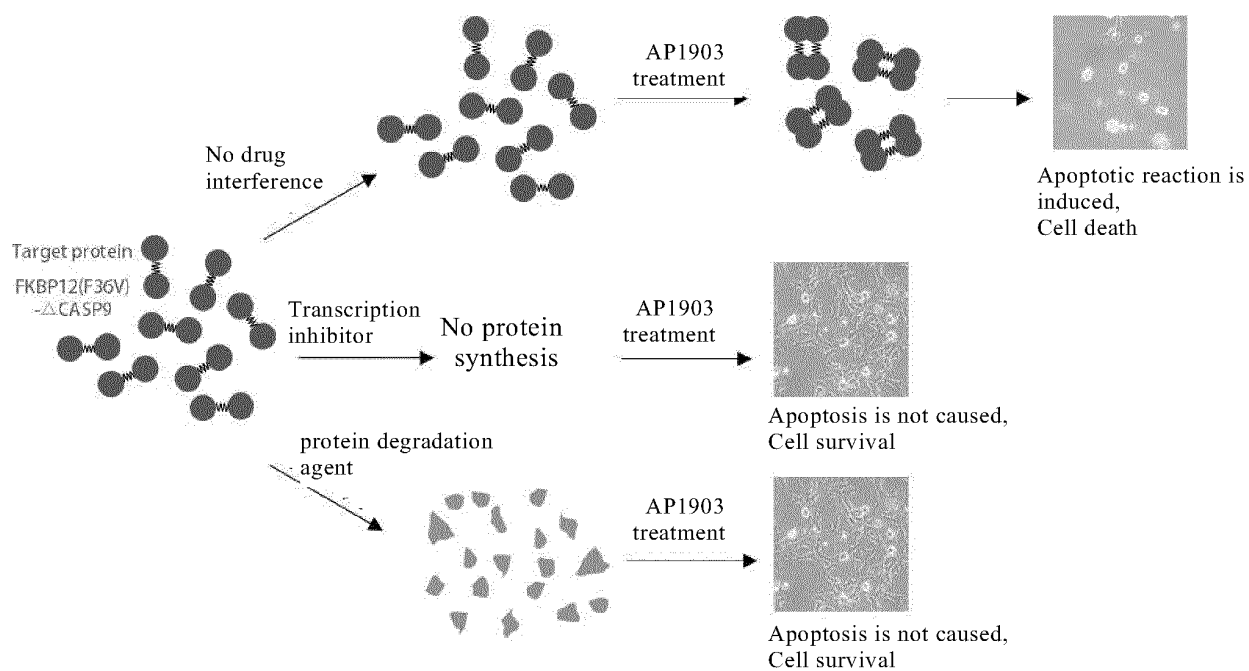 AP1903
treatment
No drug
interference
Apoptotic reaction is
induced,
Cell death
Target protein
FKBP12(F36V)
-△CASP9
Transcription
inhibitor
No protein
synthesis
AP1903
treatment
Apoptosis is not caused,
Cell survival
protein degradation
agent
AP1903
treatment
Apoptosis is not caused,
Cell survival